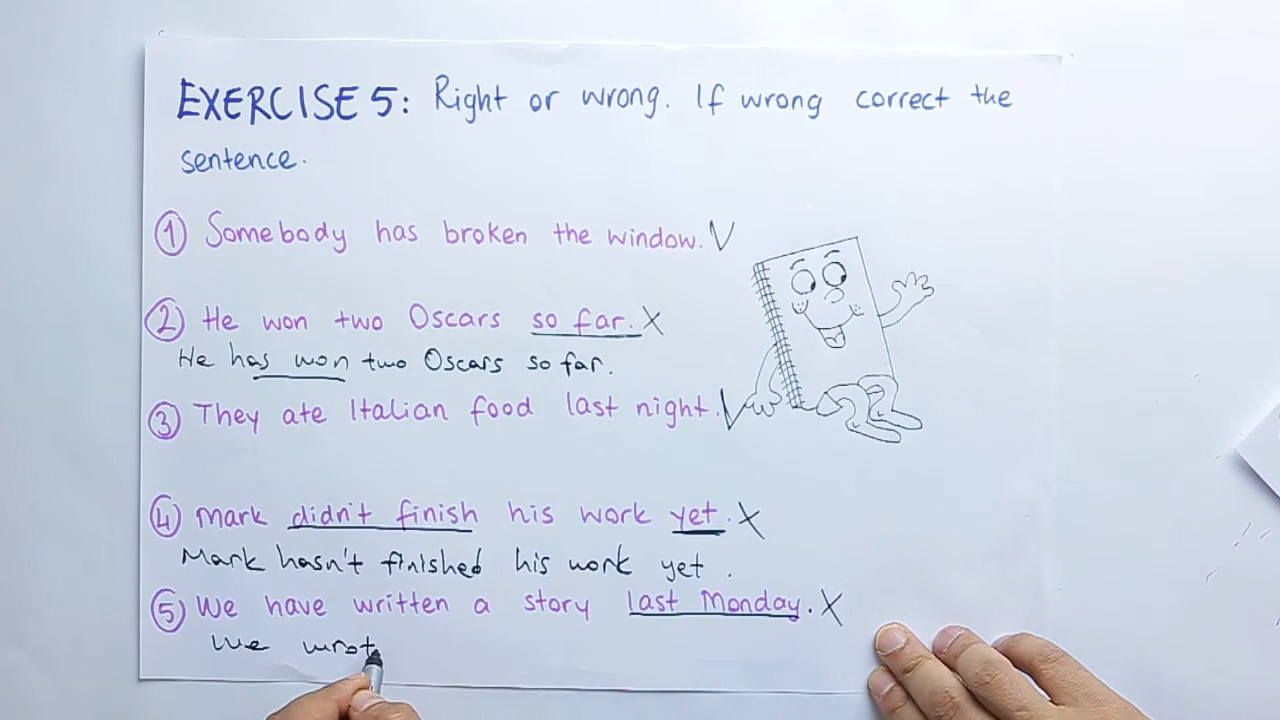 EXERCISE 5: Right or wrong. If wrong correct the
sentence.
1 Somebody has broken the window. V
2 He won two Oscars so far. X
He has won two Oscars so far.
3 They ate Italian food last night. V
4 Mark didn't finish his work yet. X
Mark hasn't finished his work yet.
5 We have written a story last Monday. X
We wrot